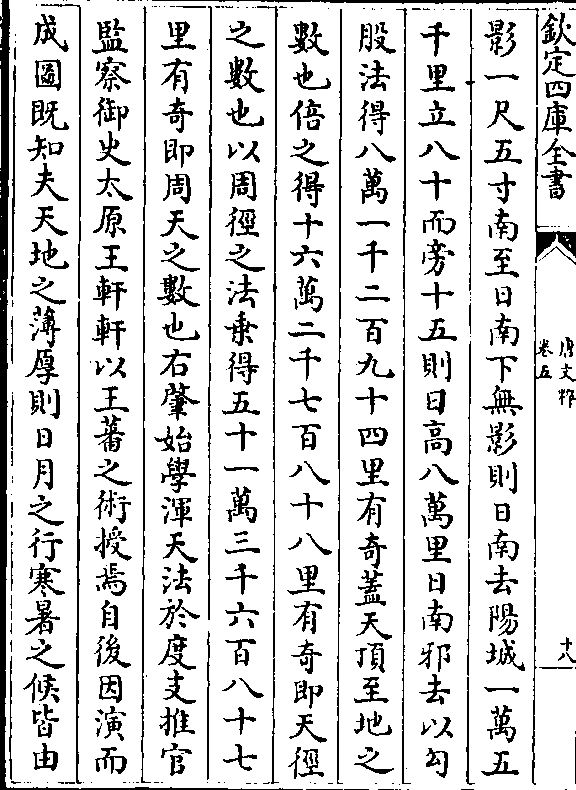 欽定四庫全書
唐文粹
卷五
十八
影一尺五寸南至日南下無影則日南去陽城一萬五
千里立八十而旁十五則日高八萬里日南邪去以勾
股法得八萬一千二百九十四里有奇蓋天頂至地之
數也倍之得十六萬二千七百八十八里有奇即天徑
之數也以周徑之法乗得五十一萬三千六百八十七
里有奇即周天之數也右肇始學渾天法於度支推官
監察御史太原王軒軒以王蕃之術授焉自後因演而
成圖既知夫天地之薄厚則日月之行寒暑之候皆由